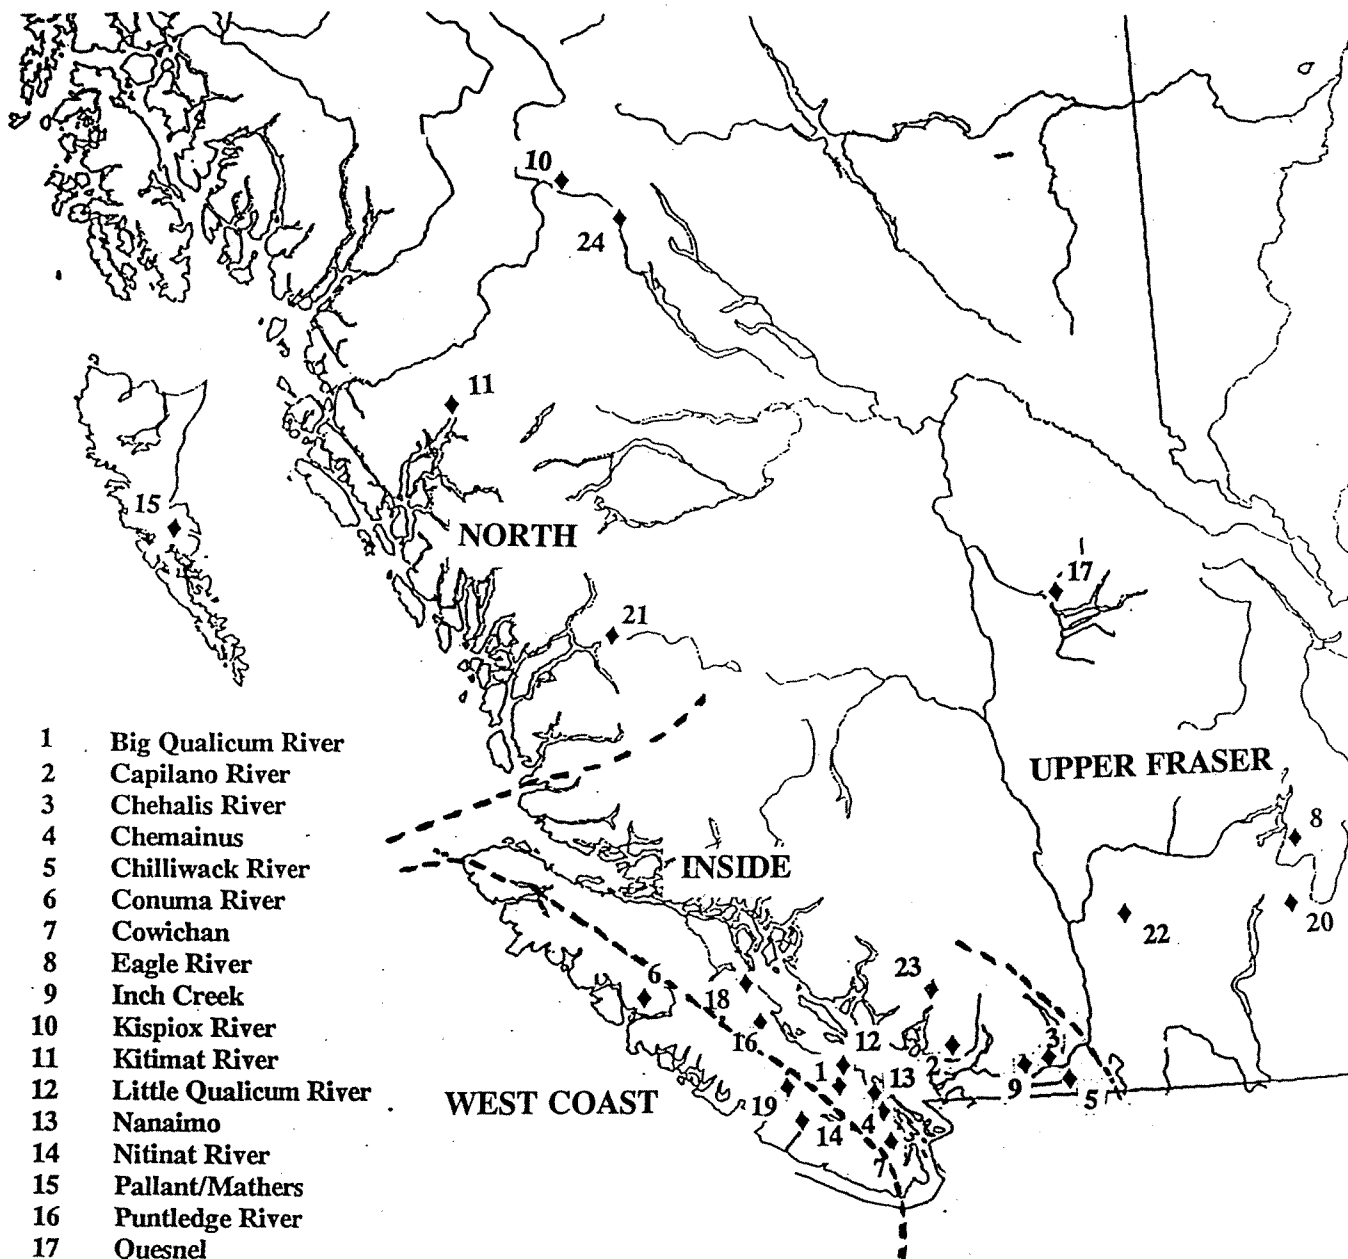 10
24
11
15
NORTH
17
21
1 Big Qualicum River
2 Capilano River
3 Chehalis River
4 Chemainus
5 Chilliwack River
6 Conuma River
7 Cowichan
8 Eagle River
9 Inch Creek
10 Kispiox River
11 Kitimat River
12 Little Qualicum River
13 Nanaimo
14 Nitinat River
15 Pallant/Mathers
16 Puntledge River
17 Quesnel
UPPER FRASER
8
INSIDE
20
22
6
18
23
16
12
2
3
1
13
9
5
WEST COAST
19
14
4
7